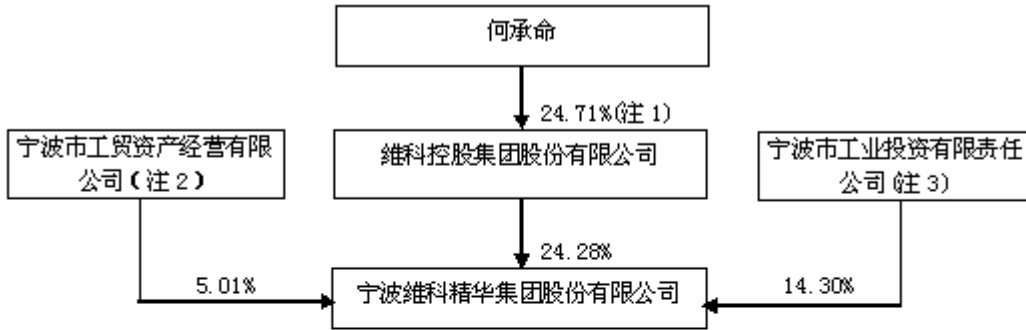 何承命
24.71%(注1)
宁波市工贸资产经营有限
公司(注2)
維科控股集团股份有限公司
宁波市工业投资有限责任
公司(注3)
24.28%
5.01%
宁波維科精华集团股份有限公司
14.30%